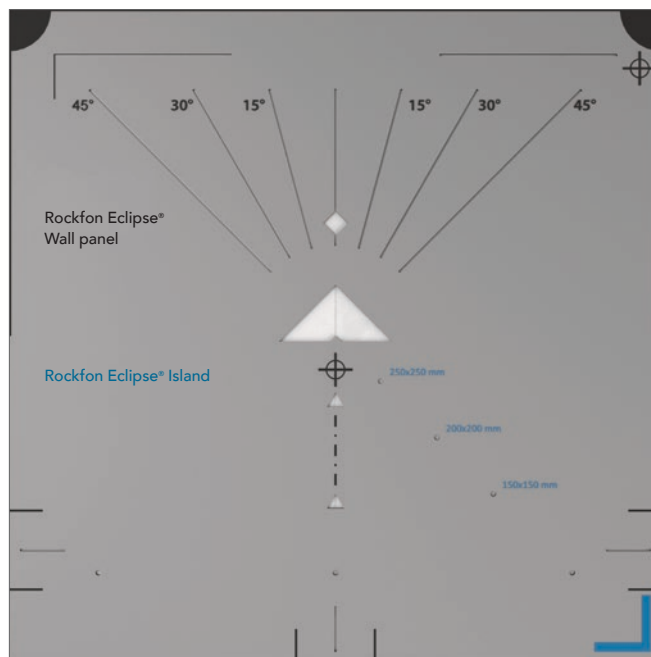 45° 30° 15° 15° 30° 45°
Rockfon Eclipse®
Wall panel
Rockfon Eclipse® Island
250x250 mm
200x200 mm
150x150 mm